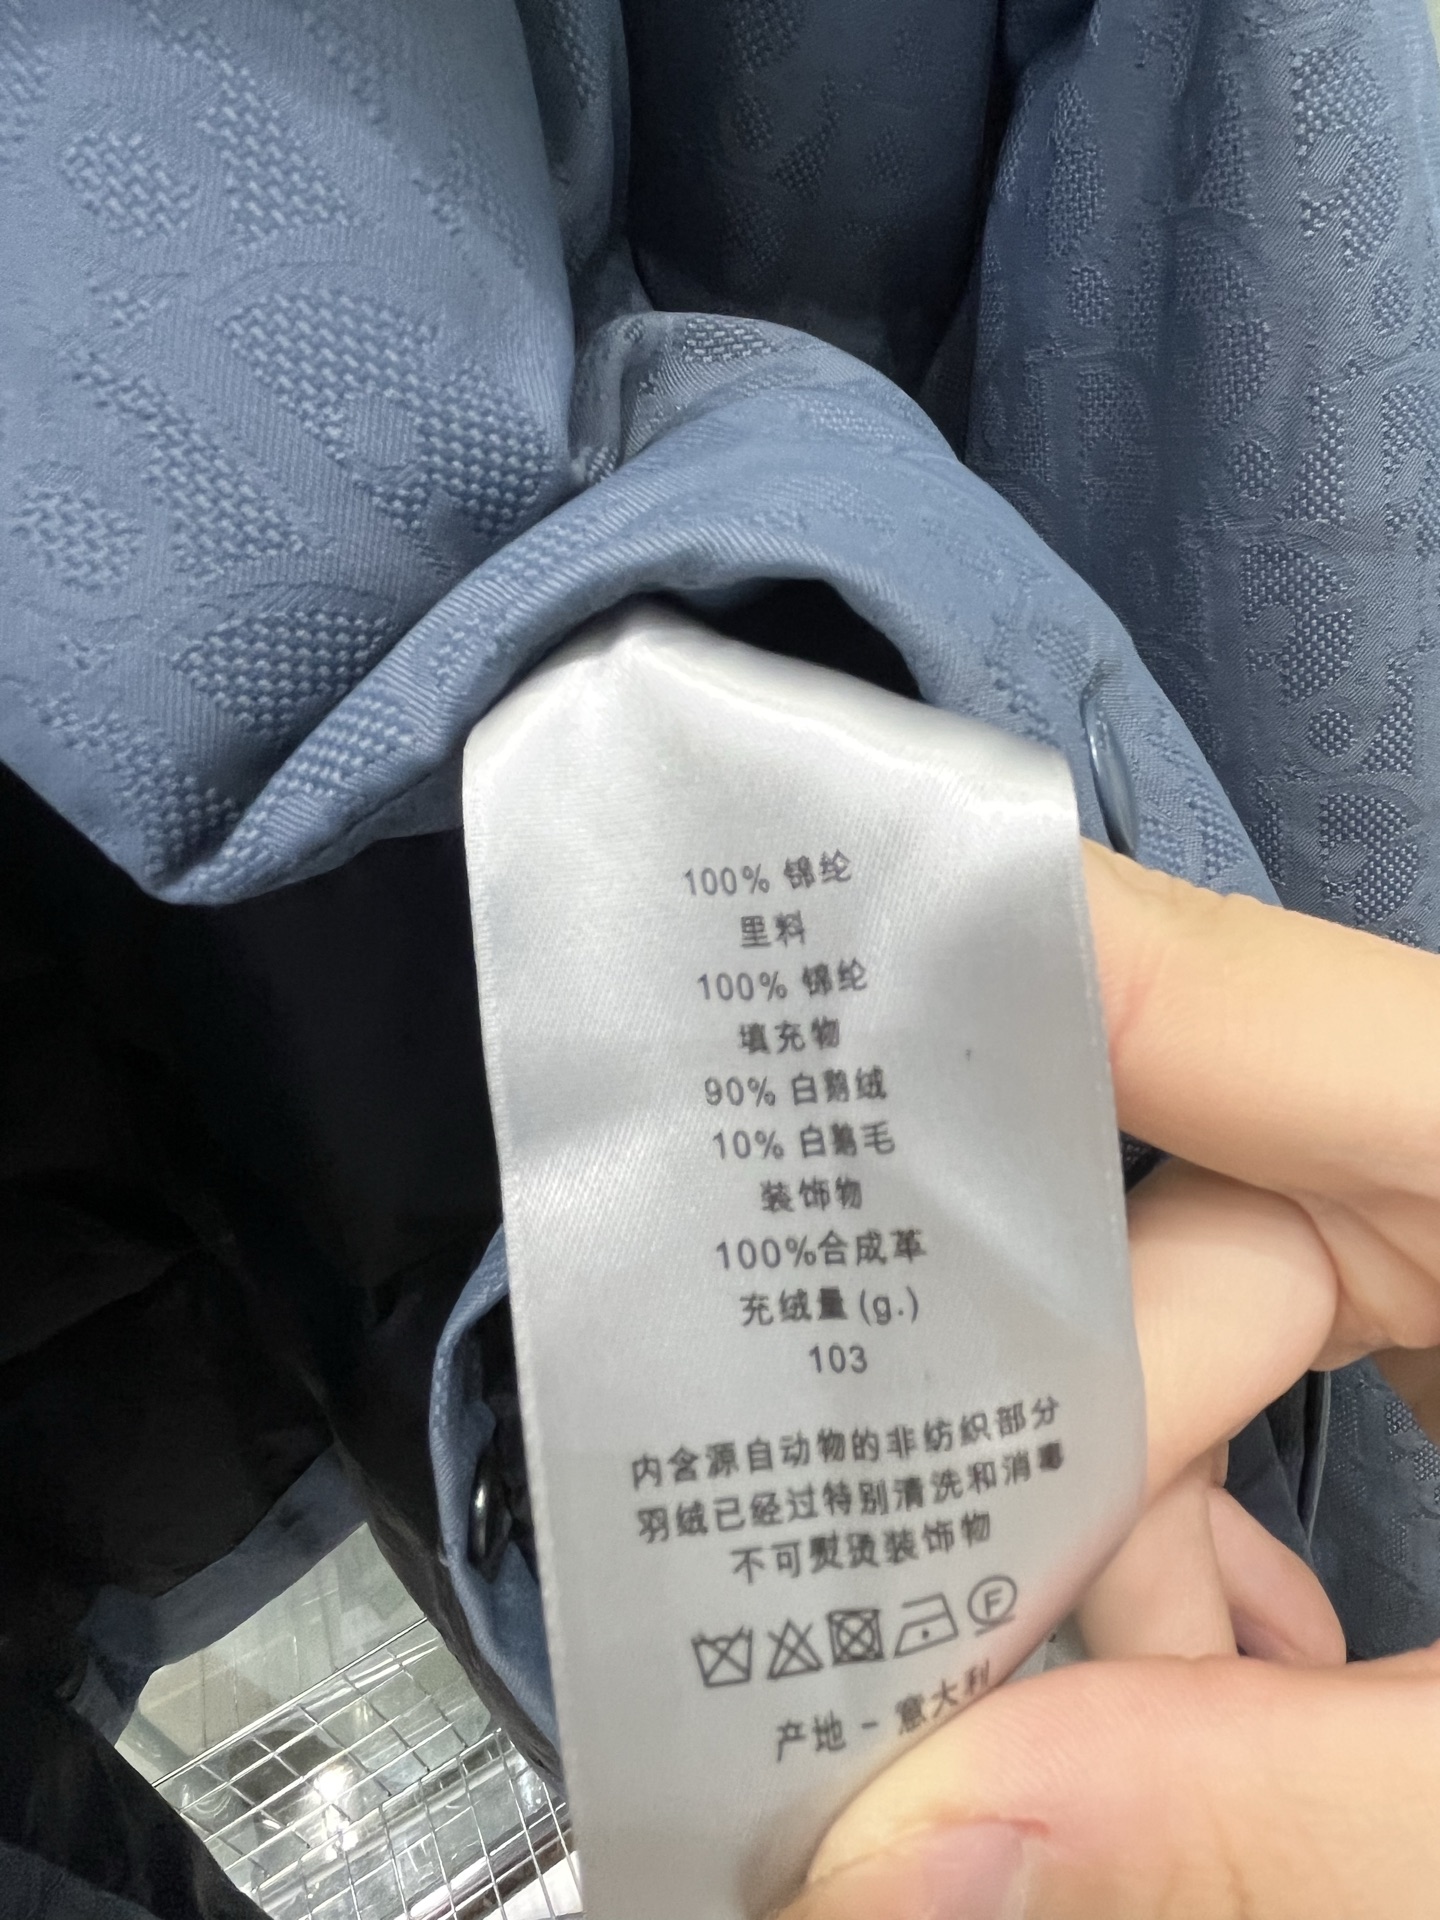 100% 锦纶
里料
100% 锦纶
填充物
90% 白鹅绒
10% 白鹅毛
装饰物
100%合成革
充绒量(g.)
103
内含源自动物的非纺织部分
羽绒已经过特别清洗和消毒
不可熨烫装饰物
F
产地 - 意大利